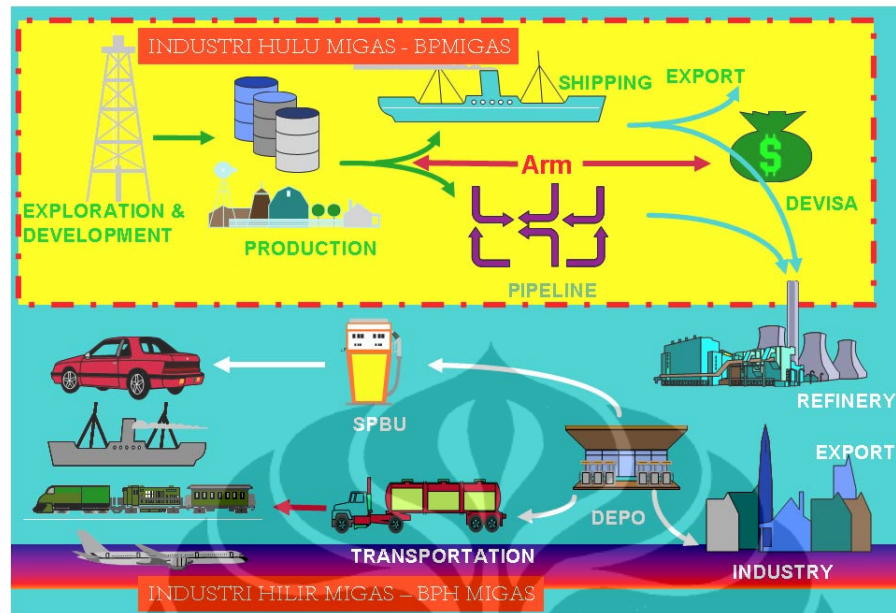 INDUSTRI HULU MIGAS - BPMIGAS
SHIPPING
EXPORT
Arm
$
EXPLORATION &
DEVELOPMENT
PRODUCTION
DEVISA
PIPELINE
REFINERY
SPBU
EXPORT
DEPO
TRANSPORTATION
INDUSTRY
INDUSTRI HILIR MIGAS – BPH MIGAS